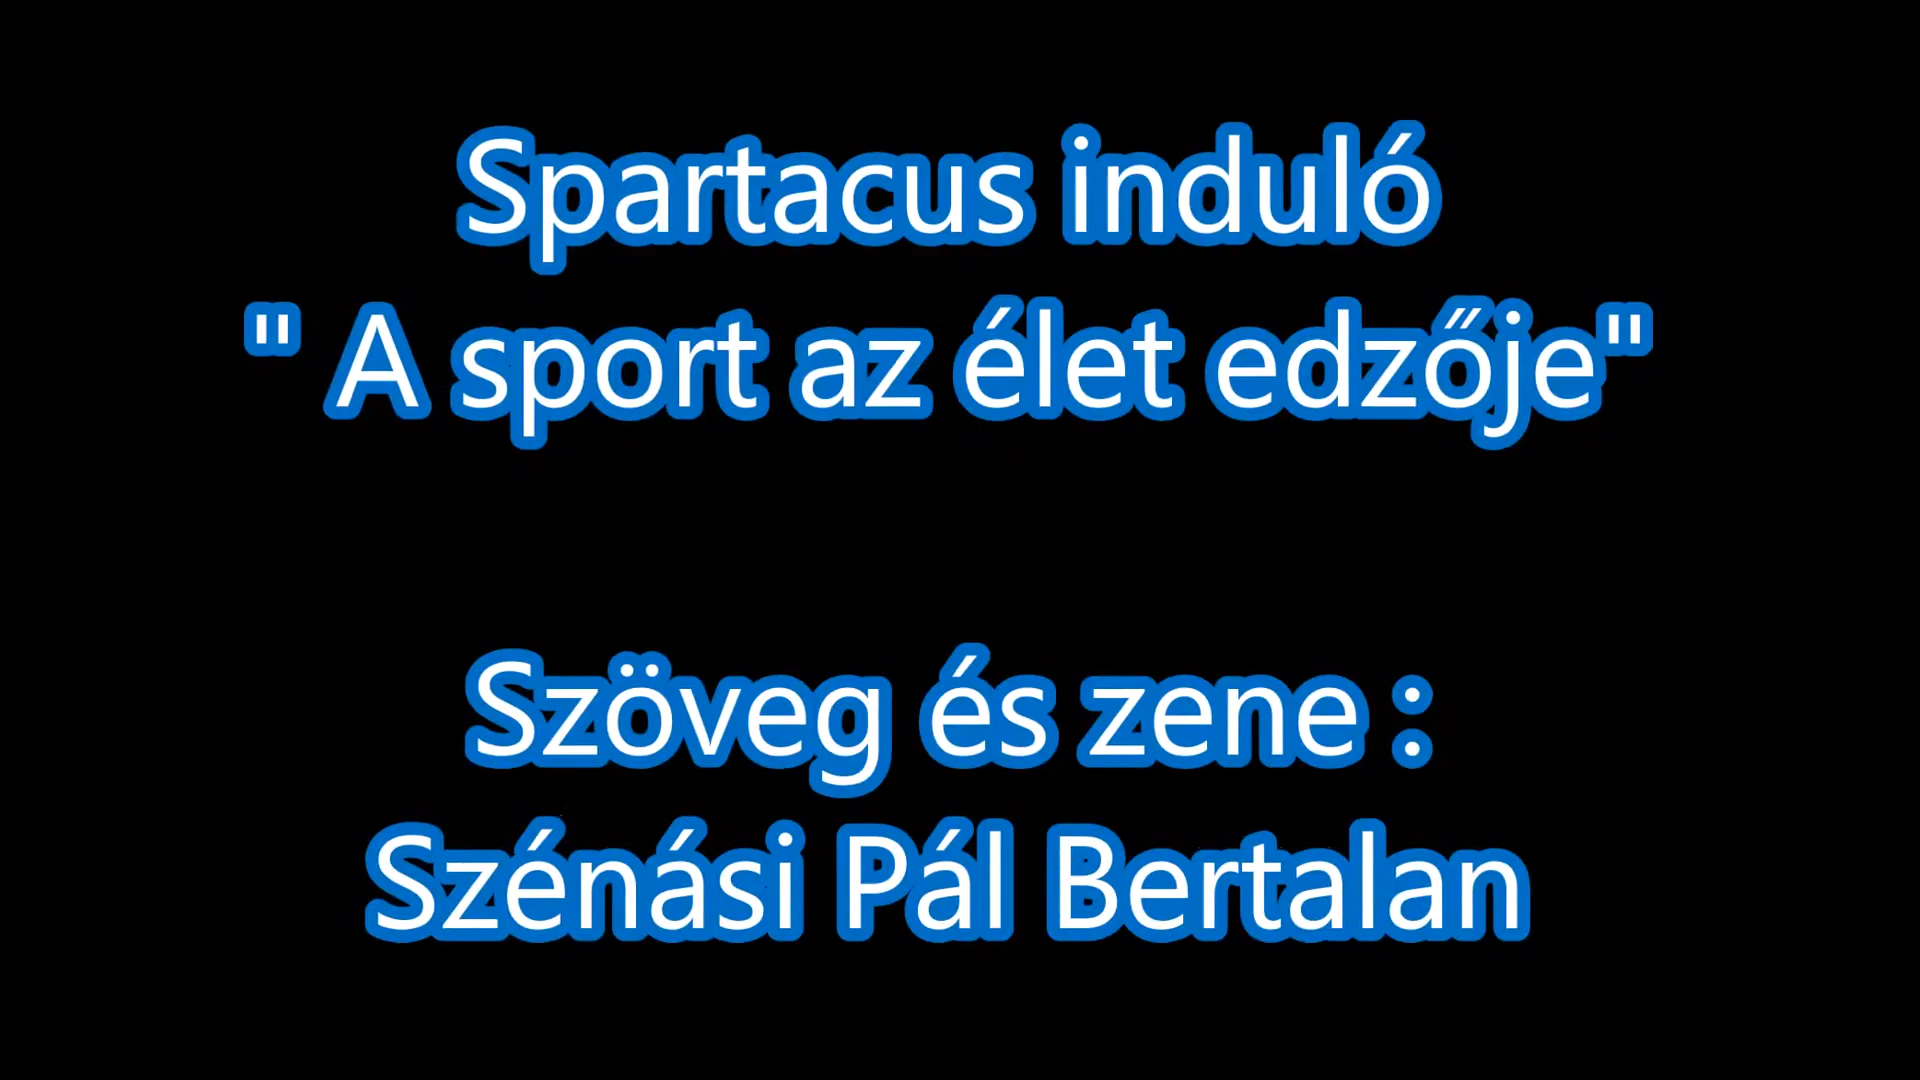 Spartacus induló
" A sport az élet edzője"
Szöveg és zene :
Szénási Pál Bertalan